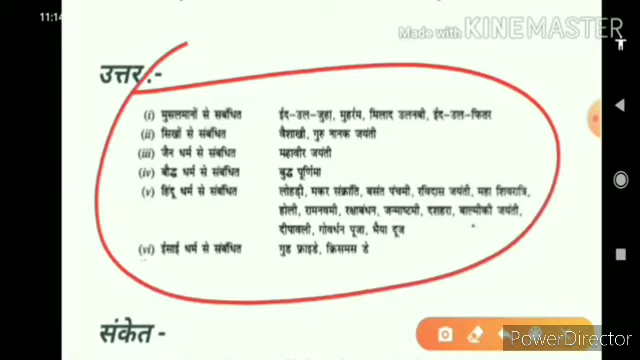 11:14
Made with KINEMASTER
उत्तर :-
(i) मुसलमानों से सबंधित ईद-उल-जुहा, मुहर्रम, मिलाद उलनबी, ईद-उल-फितर
(ii) सिखों से संबंधित वैशाखी, गुरु नानक जयंती
(iii) जैन धर्म से संबंधित महावीर जयंती
(iv) बौद्ध धर्म से संबंधित बुद्ध पूर्णिमा
(v) हिंदू धर्म से संबंधित लोहड़ी, मकर संक्रांति, बसंत पंचमी, रविदास जयंती, महा शिवरात्रि,
होली, रामनवमी, रक्षाबंधन, जन्माष्टमी, दशहरा, बाल्मीकी जयंती,
दीपावली, गोवर्धन पूजा, भैया दूज
(vi) ईसाई धर्म से संबंधित गुड फ्राइडे, क्रिसमस डे
संकेत -
PowerDirector